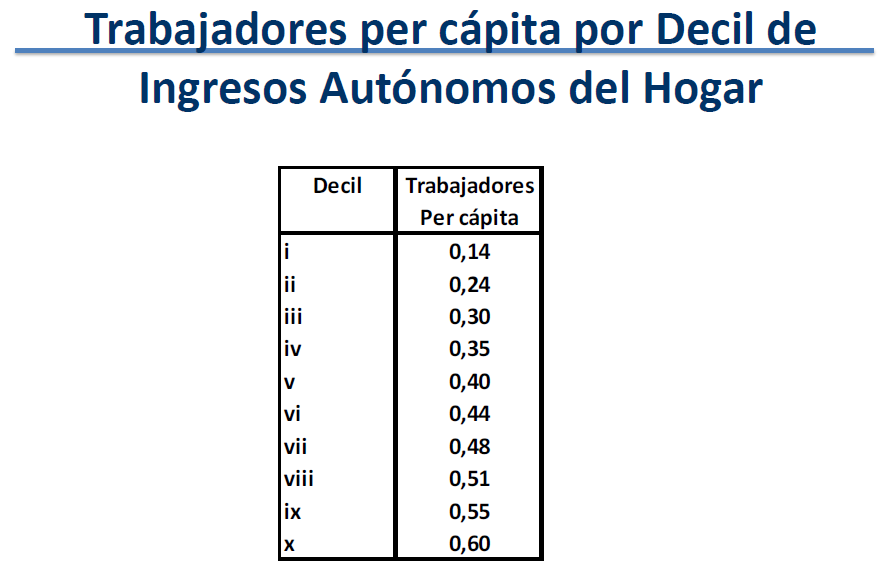 Trabajadores per cápita por Decil de
Ingresos Autónomos del Hogar
Decil Trabajadores
Per cápita
i 0,14
ii 0,24
iii 0,30
iv 0,35
v 0,40
vi 0,44
vii 0,48
viii 0,51
ix 0,55
x 0,60